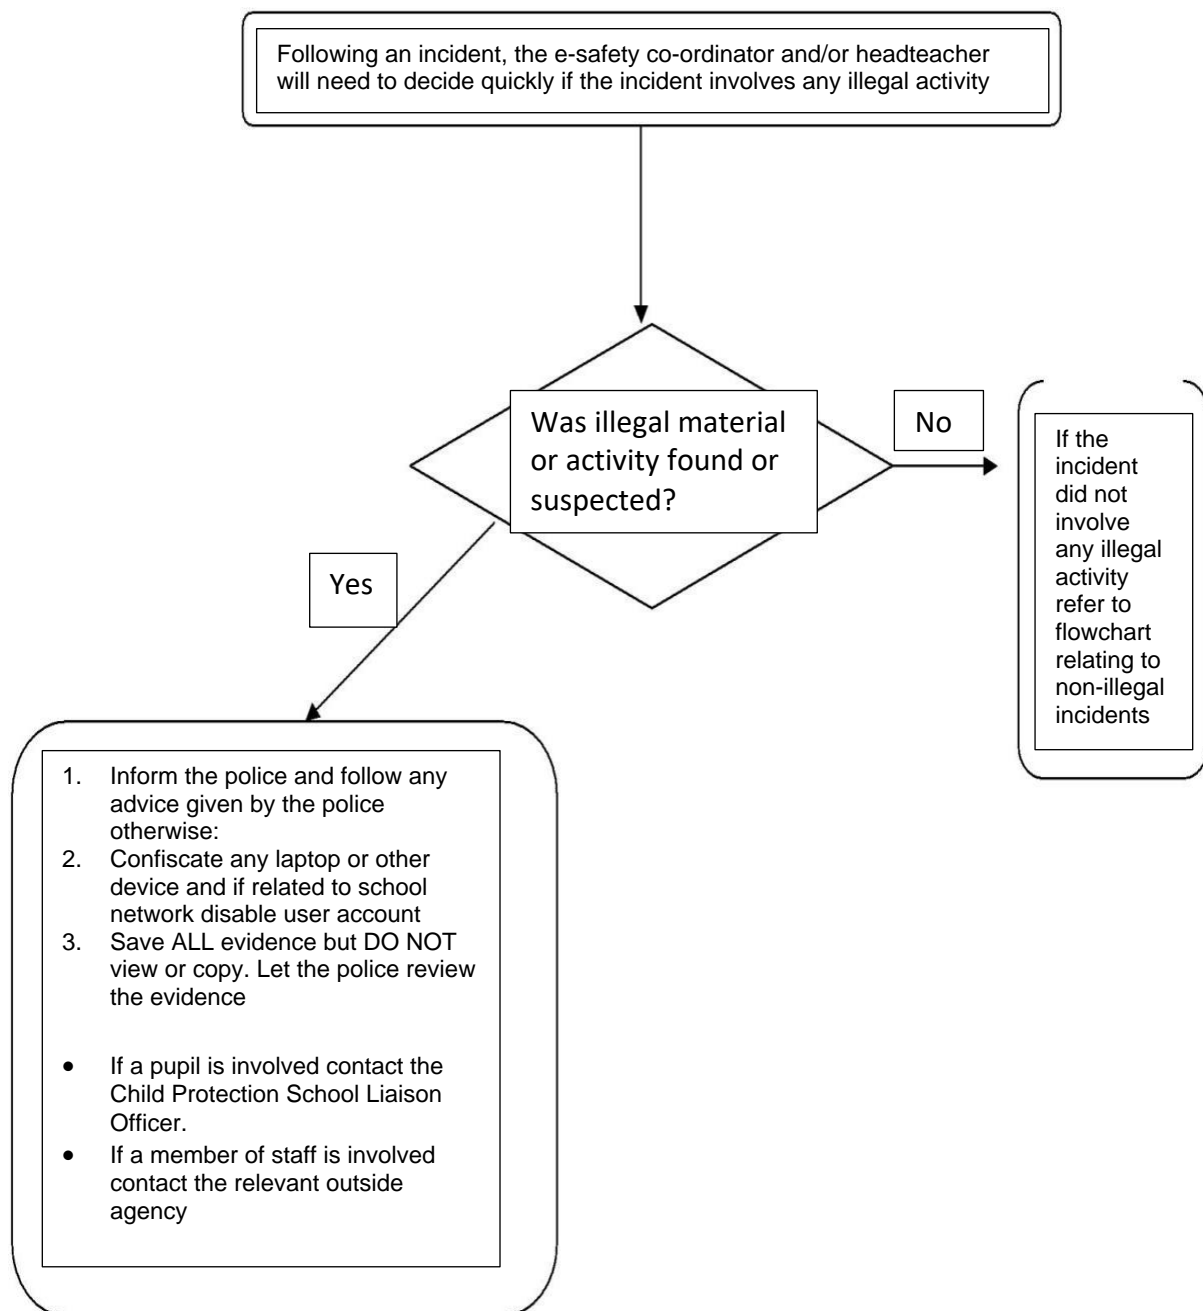 Following an incident, the e-safety co-ordinator and/or headteacher
will need to decide quickly if the incident involves any illegal activity
Was illegal material
or activity found or
suspected?
No
If the
incident
did not
involve
any illegal
activity
refer to
flowchart
relating to
non-illegal
incidents
Yes
1. Inform the police and follow any
advice given by the police
otherwise:
2. Confiscate any laptop or other
device and if related to school
network disable user account
3. Save ALL evidence but DO NOT
view or copy. Let the police review
the evidence
• If a pupil is involved contact the
Child Protection School Liaison
Officer.
• If a member of staff is involved
contact the relevant outside
agency